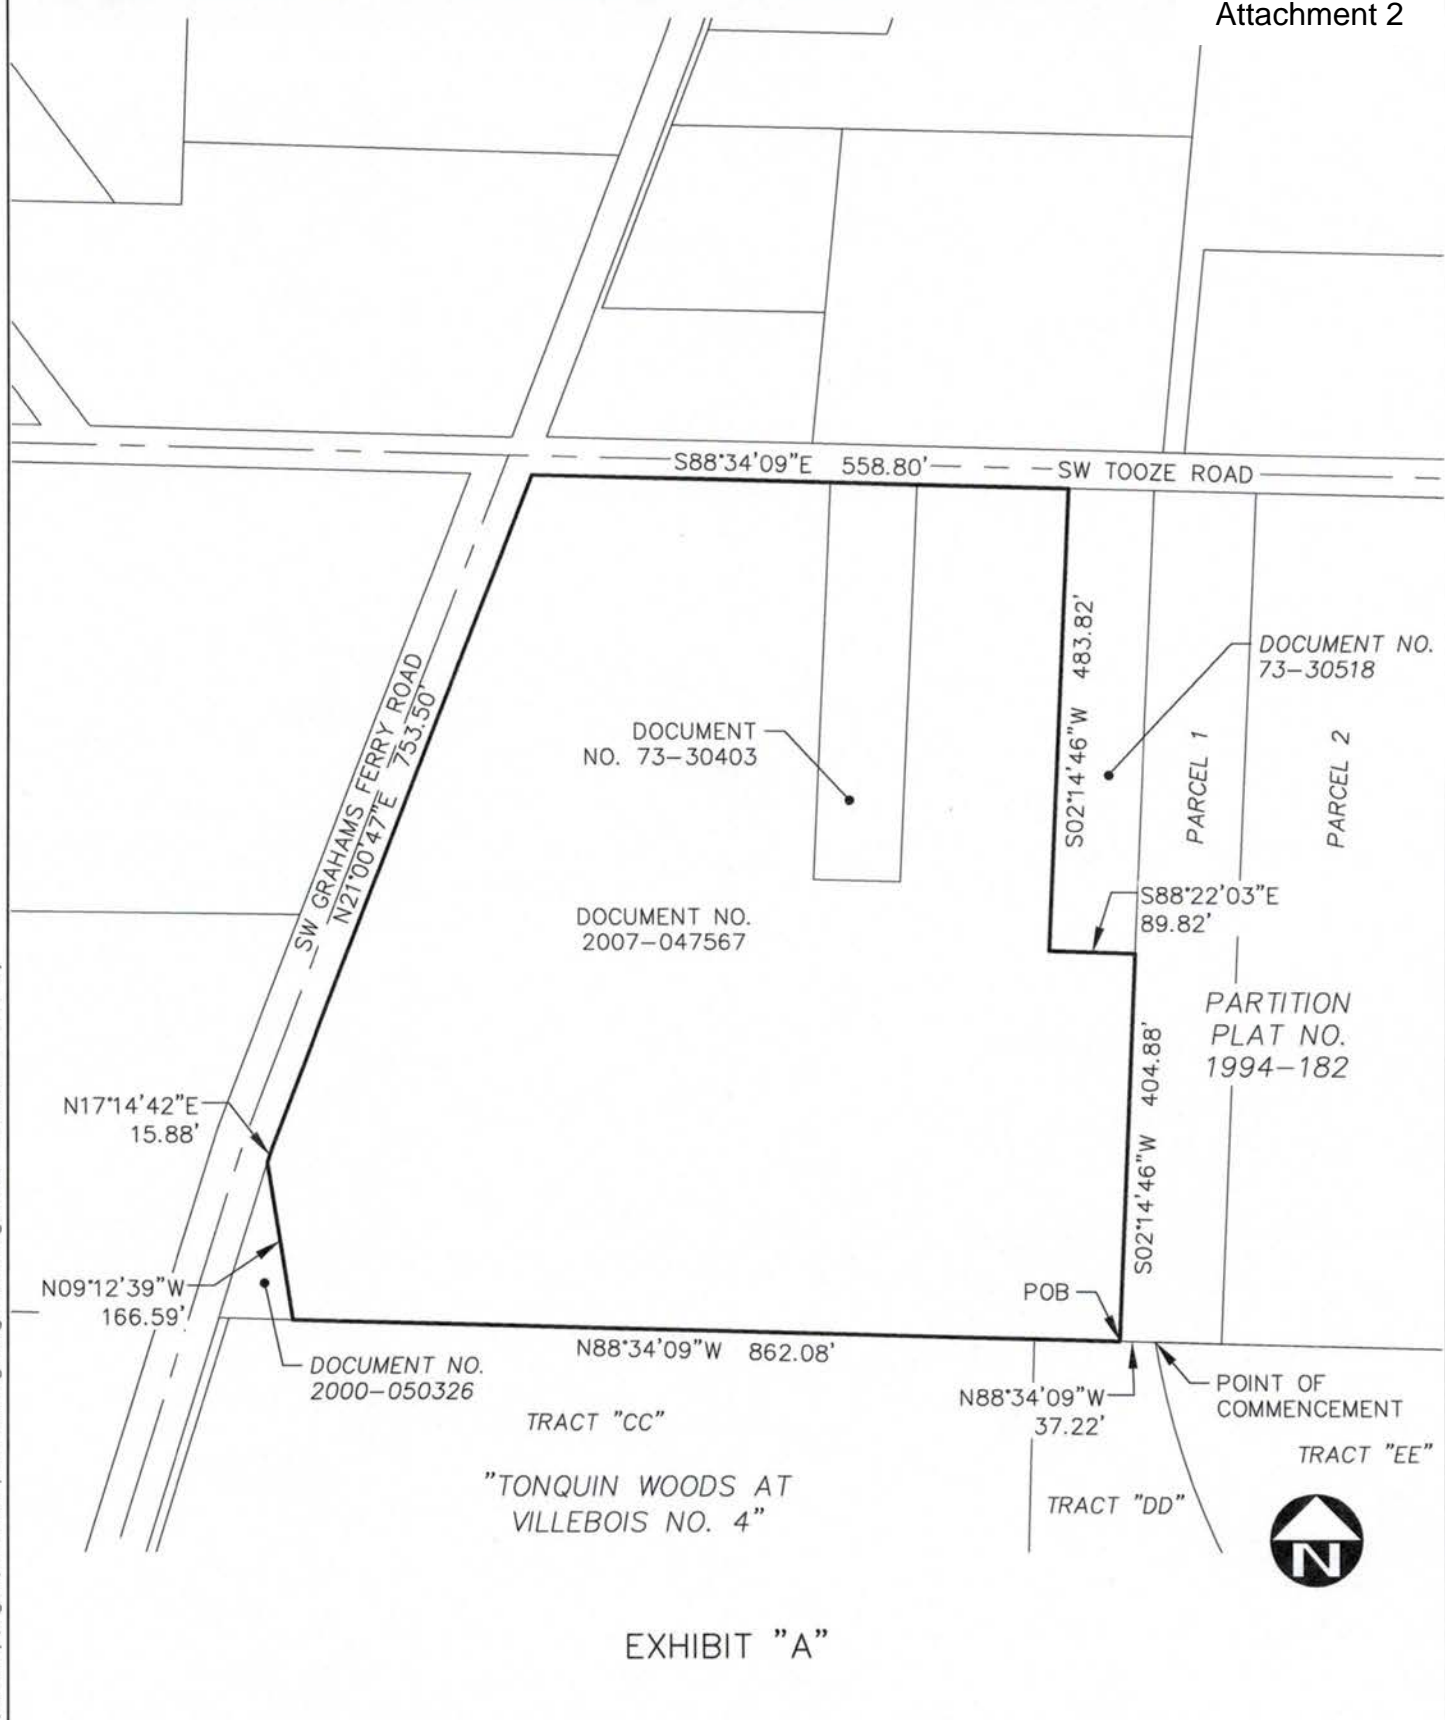 Attachment 2
S88°34'09"E 558.80'
SW TOOZE ROAD
SW GRAHAMS FERRY ROAD
N21°00'47"E 753.50'
S02°14'46"W 483.82'
DOCUMENT NO.
73-30518
DOCUMENT
NO. 73-30403
PARCEL 1
PARCEL 2
DOCUMENT NO.
2007-047567
S88°22'03"E
89.82'
PARTITION
PLAT NO.
1994-182
S02°14'46"W 404.88'
N17°14'42"E
15.88'
N09°12'39"W
166.59'
POB
N88°34'09"W 862.08'
DOCUMENT NO.
2000-050326
N88°34'09"W
37.22'
POINT OF
COMMENCEMENT
TRACT "CC"
TRACT "EE"
"TONQUIN WOODS AT
VILLEBOIS NO. 4"
TRACT "DD"
N
EXHIBIT "A"